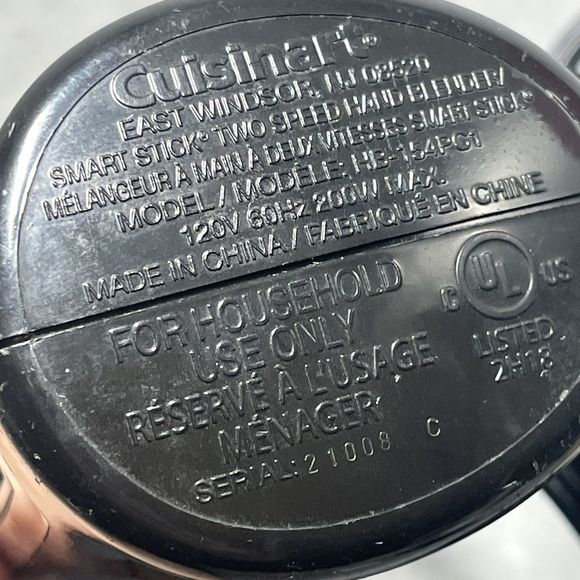 Cuisinart®
EAST WINDSOR, NJ 08520
SMART STICK® TWO SPEED HAND BLENDER/
MÉLANGEUR À MAIN À DEUX VITESSES SMART STICK®
MODEL / MODÈLE: HB-154PC1
120V 60Hz 200W MAX.
MADE IN CHINA / FABRIQUÉ EN CHINE
FOR HOUSEHOLD
USE ONLY
RÉSERVÉ À L'USAGE
MÉNAGER
SERIAL: 21008 C
C UL US
LISTED
2H18